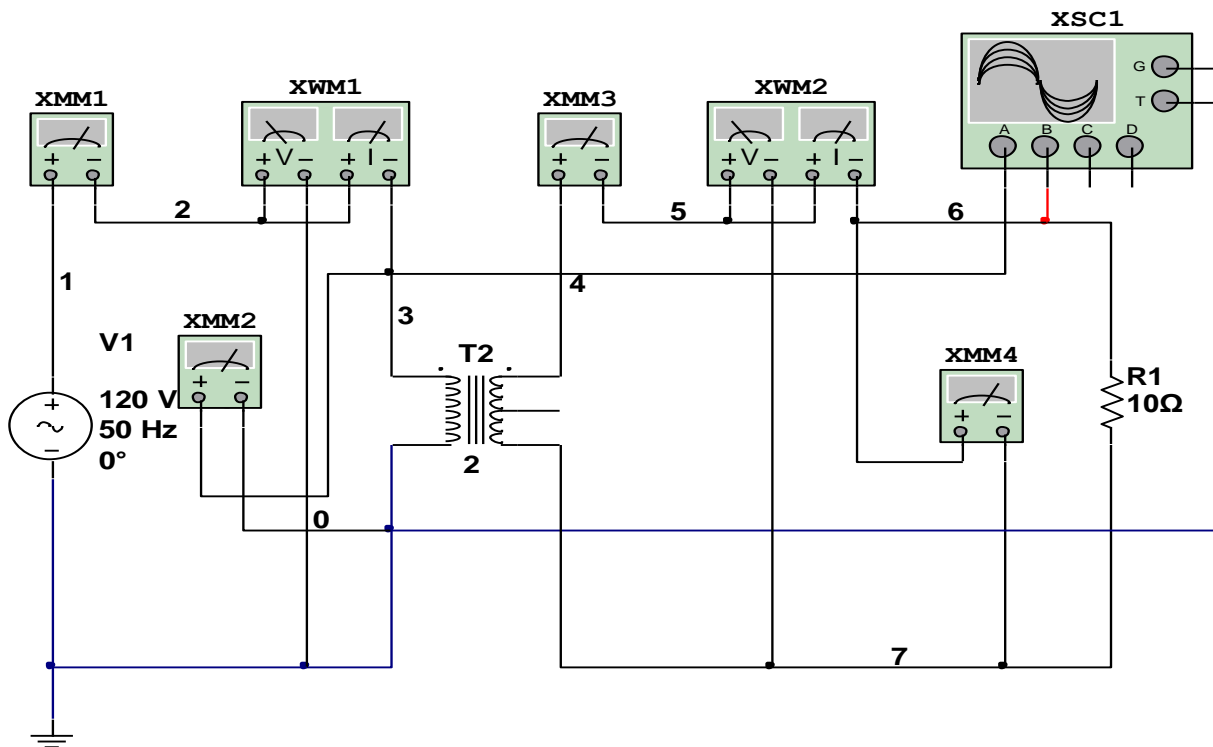 XSC1
G
T
A B C D
XMM1
+ −
XWM1
+ V − + I −
XMM3
+ −
XWM2
+ V − + I −
2
5
6
1
4
3
XMM2
+ −
V1
+
−
120 V
50 Hz
0°
T2
2
XMM4
+ −
R1
10Ω
0
7